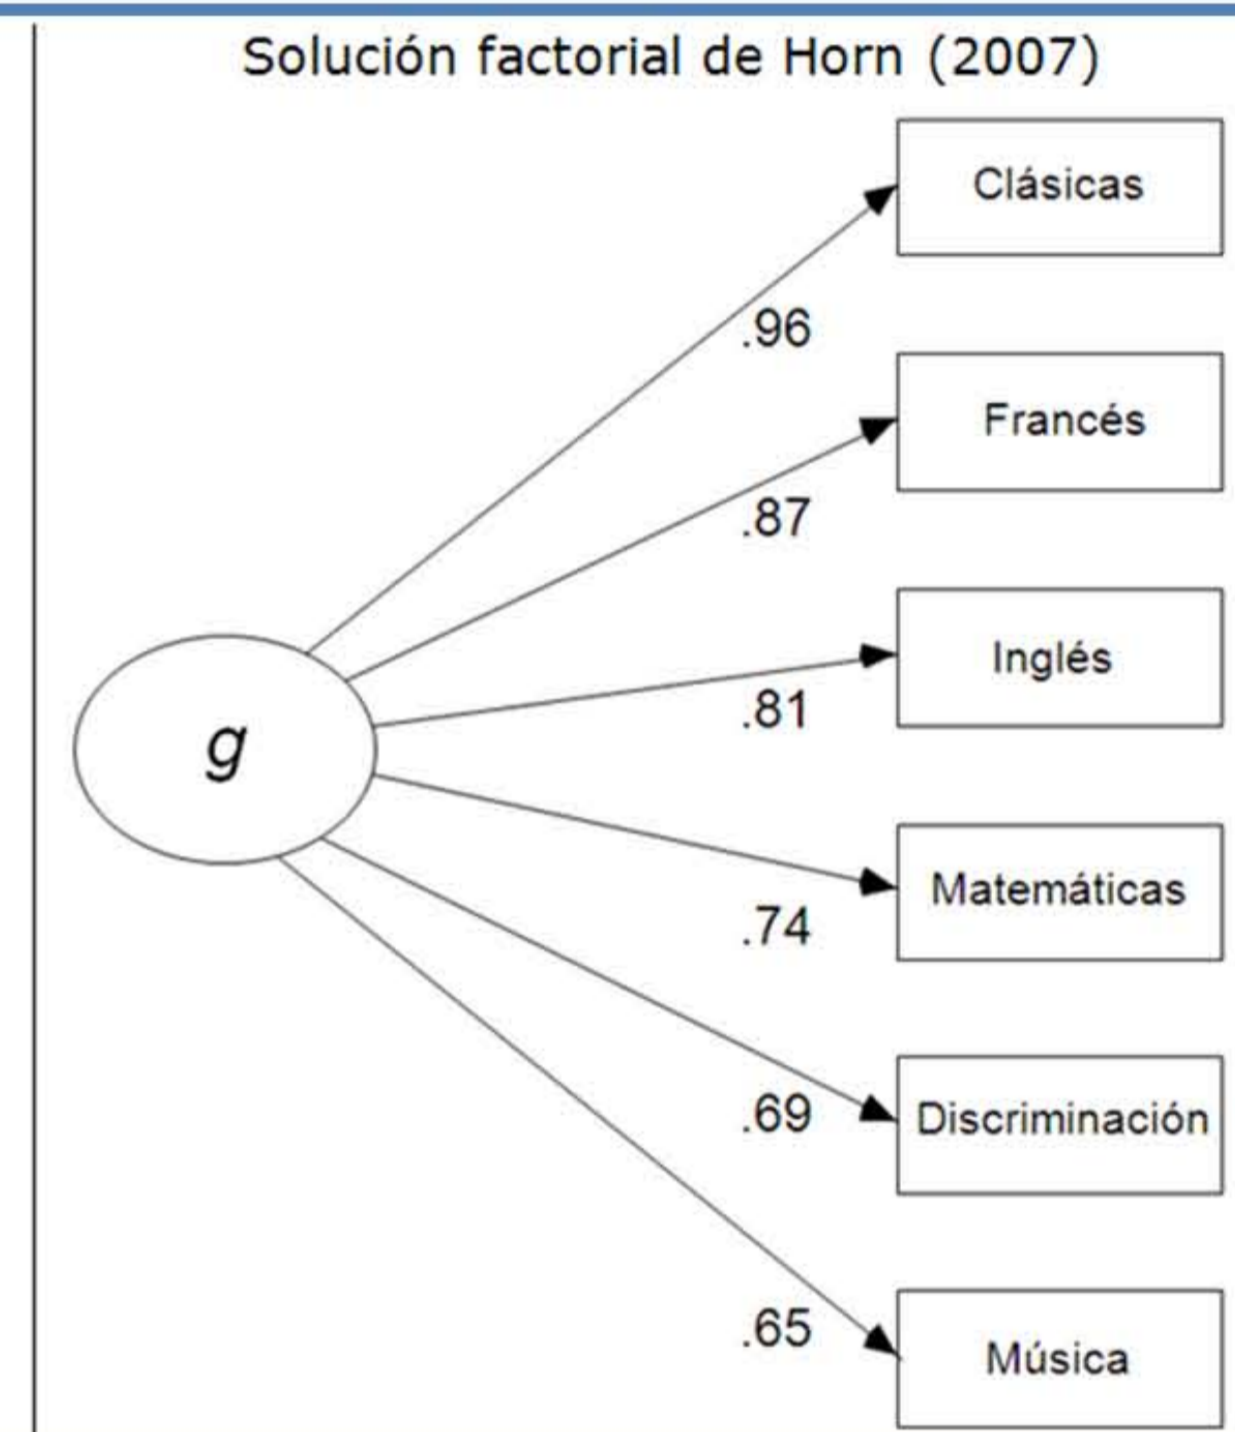 Solución factorial de Horn (2007)
Clásicas
.96
Francés
.87
Inglés
.81
g
Matemáticas
.74
Discriminación
.69
Música
.65